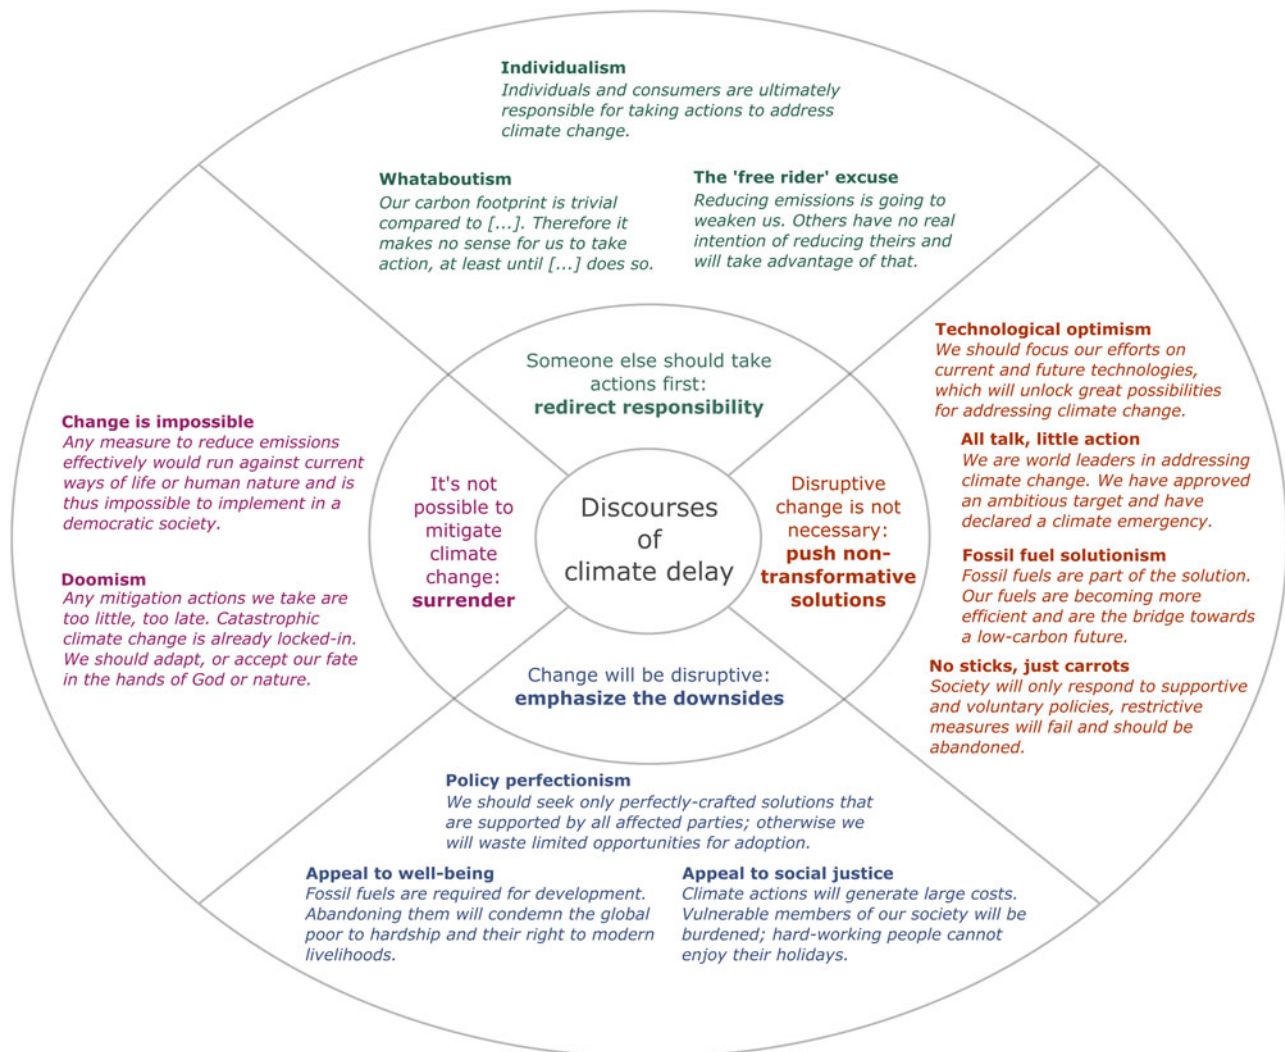 Individualism
Individuals and consumers are ultimately
responsible for taking actions to address
climate change.
Whataboutism
Our carbon footprint is trivial
compared to [...]. Therefore it
makes no sense for us to take
action, at least until [...] does so.
The 'free rider' excuse
Reducing emissions is going to
weaken us. Others have no real
intention of reducing theirs and
will take advantage of that.
Someone else should take
actions first:
redirect responsibility
Technological optimism
We should focus our efforts on
current and future technologies,
which will unlock great possibilities
for addressing climate change.
All talk, little action
We are world leaders in addressing
climate change. We have approved
an ambitious target and have
declared a climate emergency.
Fossil fuel solutionism
Fossil fuels are part of the solution.
Our fuels are becoming more
efficient and are the bridge towards
a low-carbon future.
No sticks, just carrots
Society will only respond to supportive
and voluntary policies, restrictive
measures will fail and should be
abandoned.
Disruptive
change is not
necessary:
push non-
transformative
solutions
Discourses
of
climate delay
It's not
possible to
mitigate
climate
change:
surrender
Change is impossible
Any measure to reduce emissions
effectively would run against current
ways of life or human nature and is
thus impossible to implement in a
democratic society.
Doomism
Any mitigation actions we take are
too little, too late. Catastrophic
climate change is already locked-in.
We should adapt, or accept our fate
in the hands of God or nature.
Change will be disruptive:
emphasize the downsides
Policy perfectionism
We should seek only perfectly-crafted solutions that
are supported by all affected parties; otherwise we
will waste limited opportunities for adoption.
Appeal to well-being
Fossil fuels are required for development.
Abandoning them will condemn the global
poor to hardship and their right to modern
livelihoods.
Appeal to social justice
Climate actions will generate large costs.
Vulnerable members of our society will be
burdened; hard-working people cannot
enjoy their holidays.